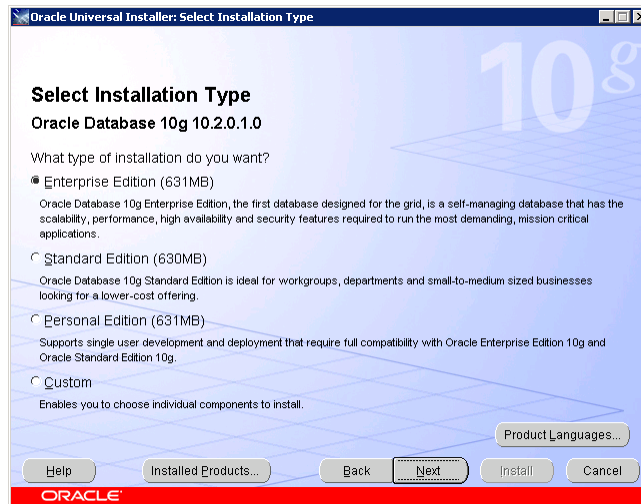 Oracle Universal Installer: Select Installation Type
10g
Select Installation Type
Oracle Database 10g 10.2.0.1.0
What type of installation do you want?
Enterprise Edition (631MB)
Oracle Database 10g Enterprise Edition, the first database designed for the grid, is a self-managing database that has the
scalability, performance, high availability and security features required to run the most demanding, mission critical
applications.
Standard Edition (630MB)
Oracle Database 10g Standard Edition is ideal for workgroups, departments and small-to-medium sized businesses
looking for a lower-cost offering.
Personal Edition (631MB)
Supports single user development and deployment that require full compatibility with Oracle Enterprise Edition 10g and
Oracle Standard Edition 10g.
Custom
Enables you to choose individual components to install.
Product Languages...
Help Installed Products... Back Next Install Cancel
ORACLE